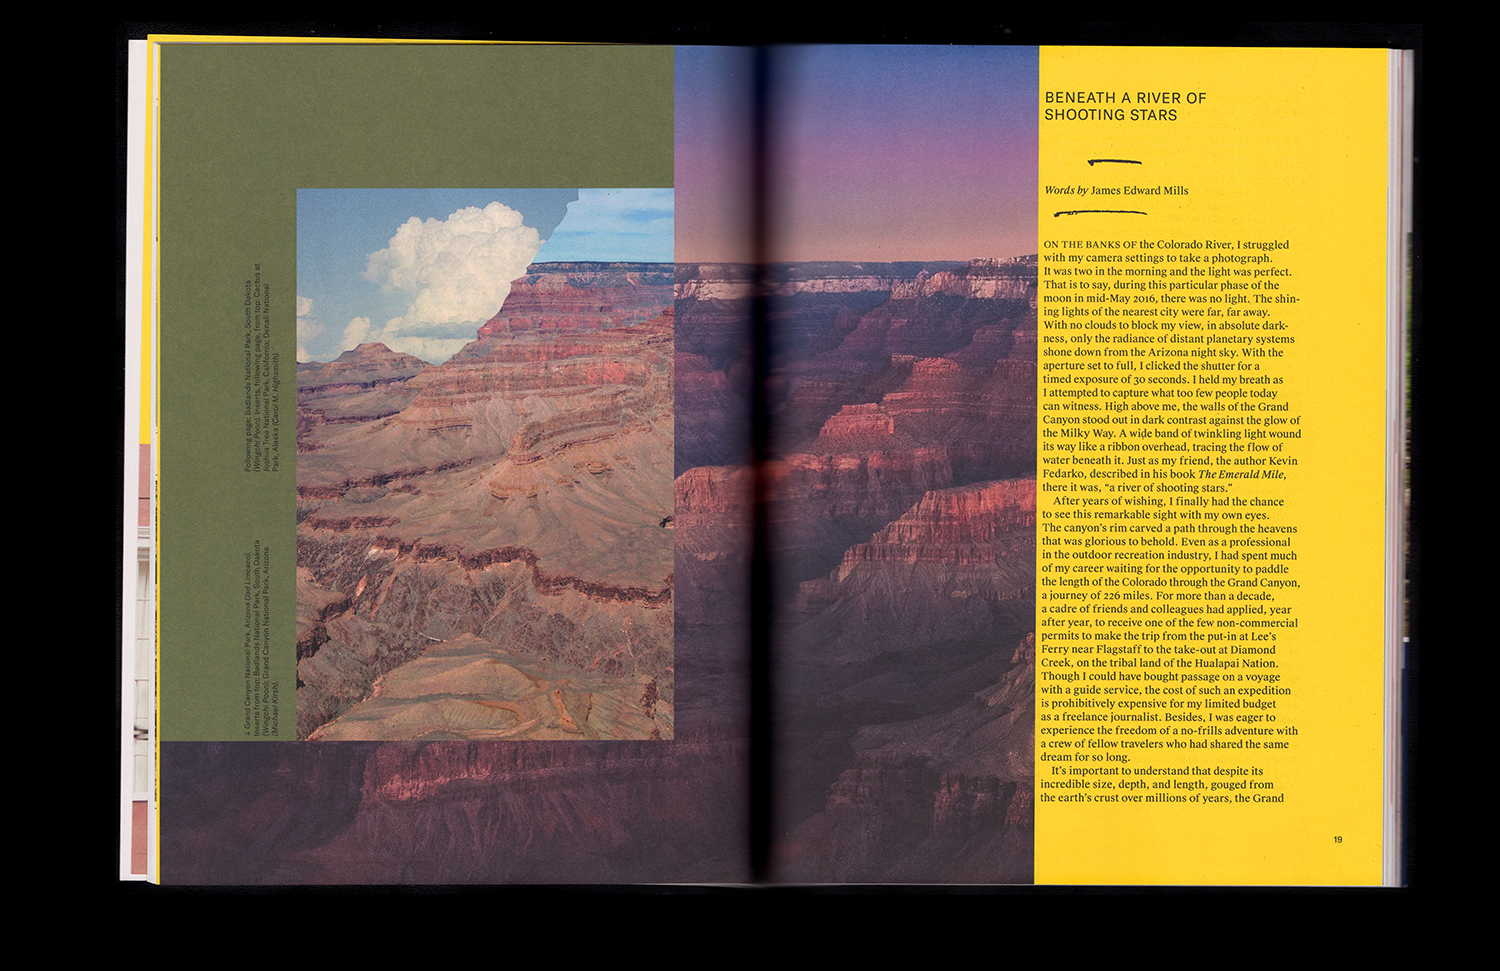 Following page: Badlands National Park, South Dakota
(Wingchi Poon). Inserts, following page, from top: Cactus at
Joshua Tree National Park, California; Denali National
Park, Alaska (Carol M. Highsmith).
↓ Grand Canyon National Park, Arizona (Jad Limcaco).
Inserts from top: Badlands National Park, South Dakota
(Wingchi Poon); Grand Canyon National Park, Arizona
(Michael Kirsh).
BENEATH A RIVER OF
SHOOTING STARS
Words by James Edward Mills
ON THE BANKS OF the Colorado River, I struggled
with my camera settings to take a photograph.
It was two in the morning and the light was perfect.
That is to say, during this particular phase of the
moon in mid-May 2016, there was no light. The shin-
ing lights of the nearest city were far, far away.
With no clouds to block my view, in absolute dark-
ness, only the radiance of distant planetary systems
shone down from the Arizona night sky. With the
aperture set to full, I clicked the shutter for a
timed exposure of 30 seconds. I held my breath as
I attempted to capture what too few people today
can witness. High above me, the walls of the Grand
Canyon stood out in dark contrast against the glow of
the Milky Way. A wide band of twinkling light wound
its way like a ribbon overhead, tracing the flow of
water beneath it. Just as my friend, the author Kevin
Fedarko, described in his book The Emerald Mile,
there it was, “a river of shooting stars.”
After years of wishing, I finally had the chance
to see this remarkable sight with my own eyes.
The canyon’s rim carved a path through the heavens
that was glorious to behold. Even as a professional
in the outdoor recreation industry, I had spent much
of my career waiting for the opportunity to paddle
the length of the Colorado through the Grand Canyon,
a journey of 226 miles. For more than a decade,
a cadre of friends and colleagues had applied, year
after year, to receive one of the few non-commercial
permits to make the trip from the put-in at Lee’s
Ferry near Flagstaff to the take-out at Diamond
Creek, on the tribal land of the Hualapai Nation.
Though I could have bought passage on a voyage
with a guide service, the cost of such an expedition
is prohibitively expensive for my limited budget
as a freelance journalist. Besides, I was eager to
experience the freedom of a no-frills adventure with
a crew of fellow travelers who had shared the same
dream for so long.
It’s important to understand that despite its
incredible size, depth, and length, gouged from
the earth’s crust over millions of years, the Grand
19